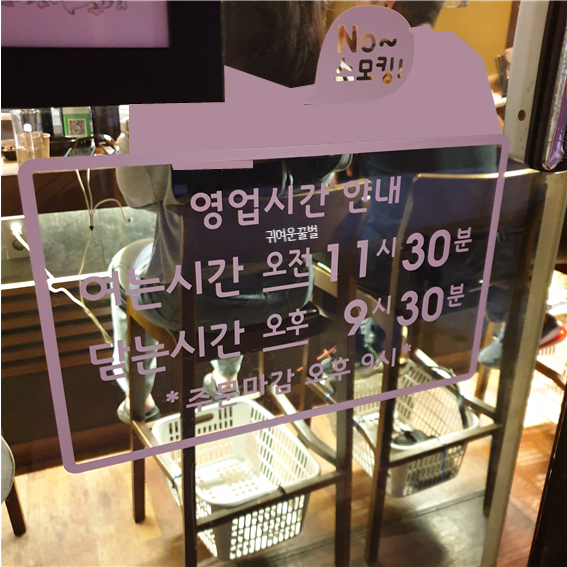 No~
스모킹!
영업시간 안내
귀여운꿀벌
여는시간 오전 11시 30분
닫는시간 오후 9시 30분
*주문마감 오후 9시*